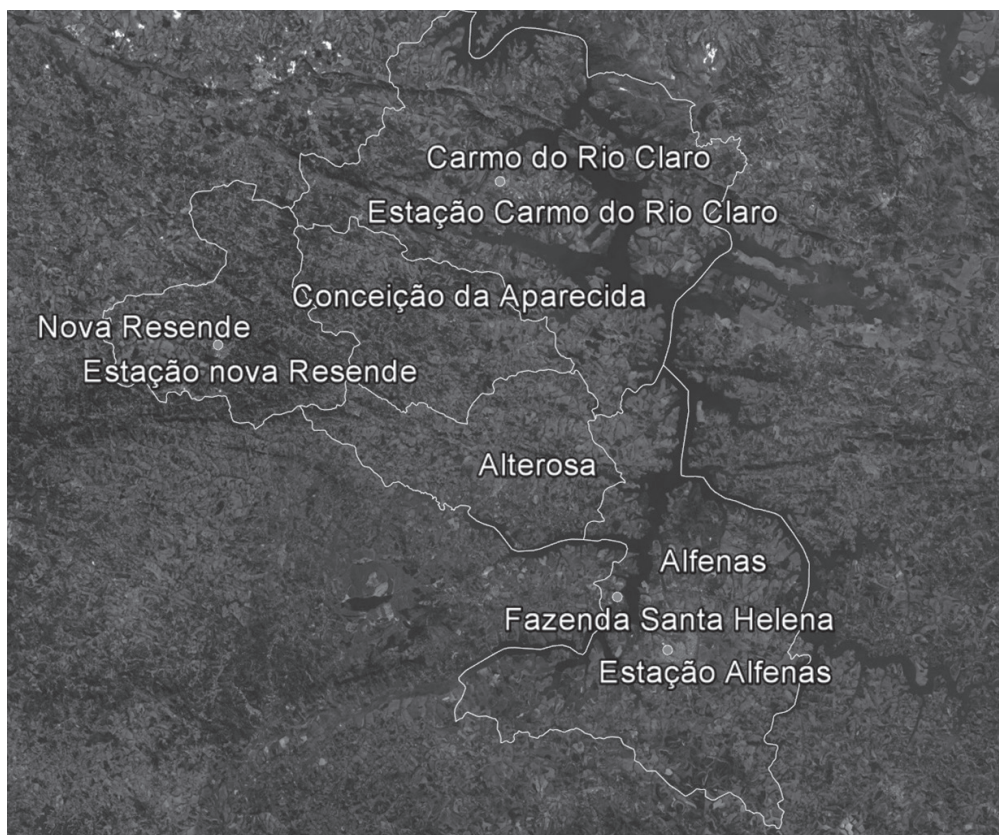 Carmo do Rio Claro
Estação Carmo do Rio Claro
Conceição da Aparecida
Nova Resende
Estação nova Resende
Alterosa
Alfenas
Fazenda Santa Helena
Estação Alfenas